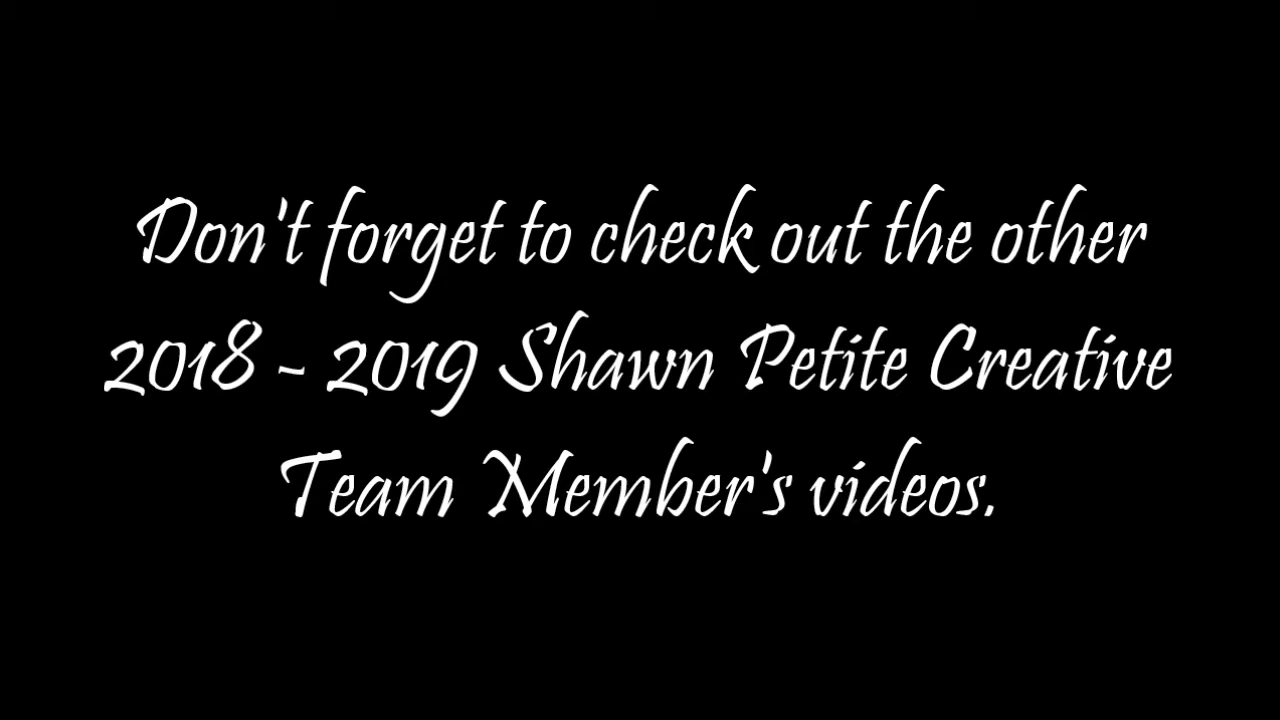 Don't forget to check out the other
2018 - 2019 Shawn Petite Creative
Team Member's videos.